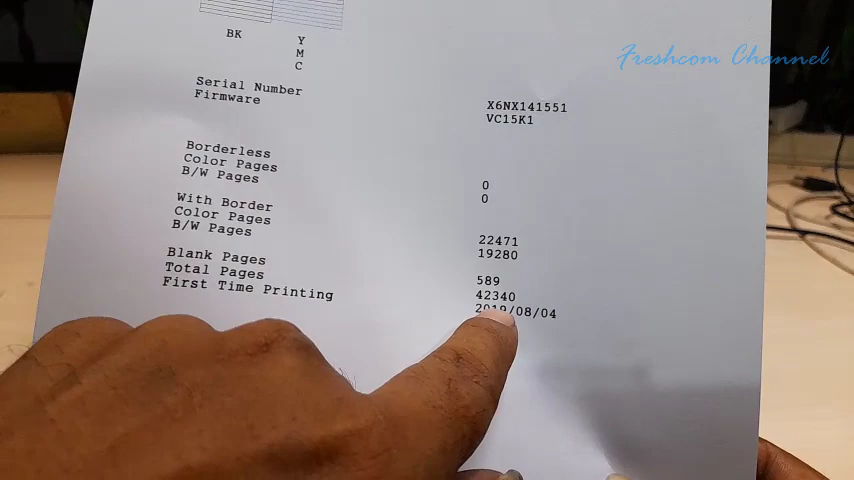 Freshcom Channel
BK Y
M
C
Serial Number X6NX141551
Firmware VC15K1
Borderless
Color Pages 0
B/W Pages 0
With Border
Color Pages 22471
B/W Pages 19280
Blank Pages 589
Total Pages 42340
First Time Printing 2019/08/04